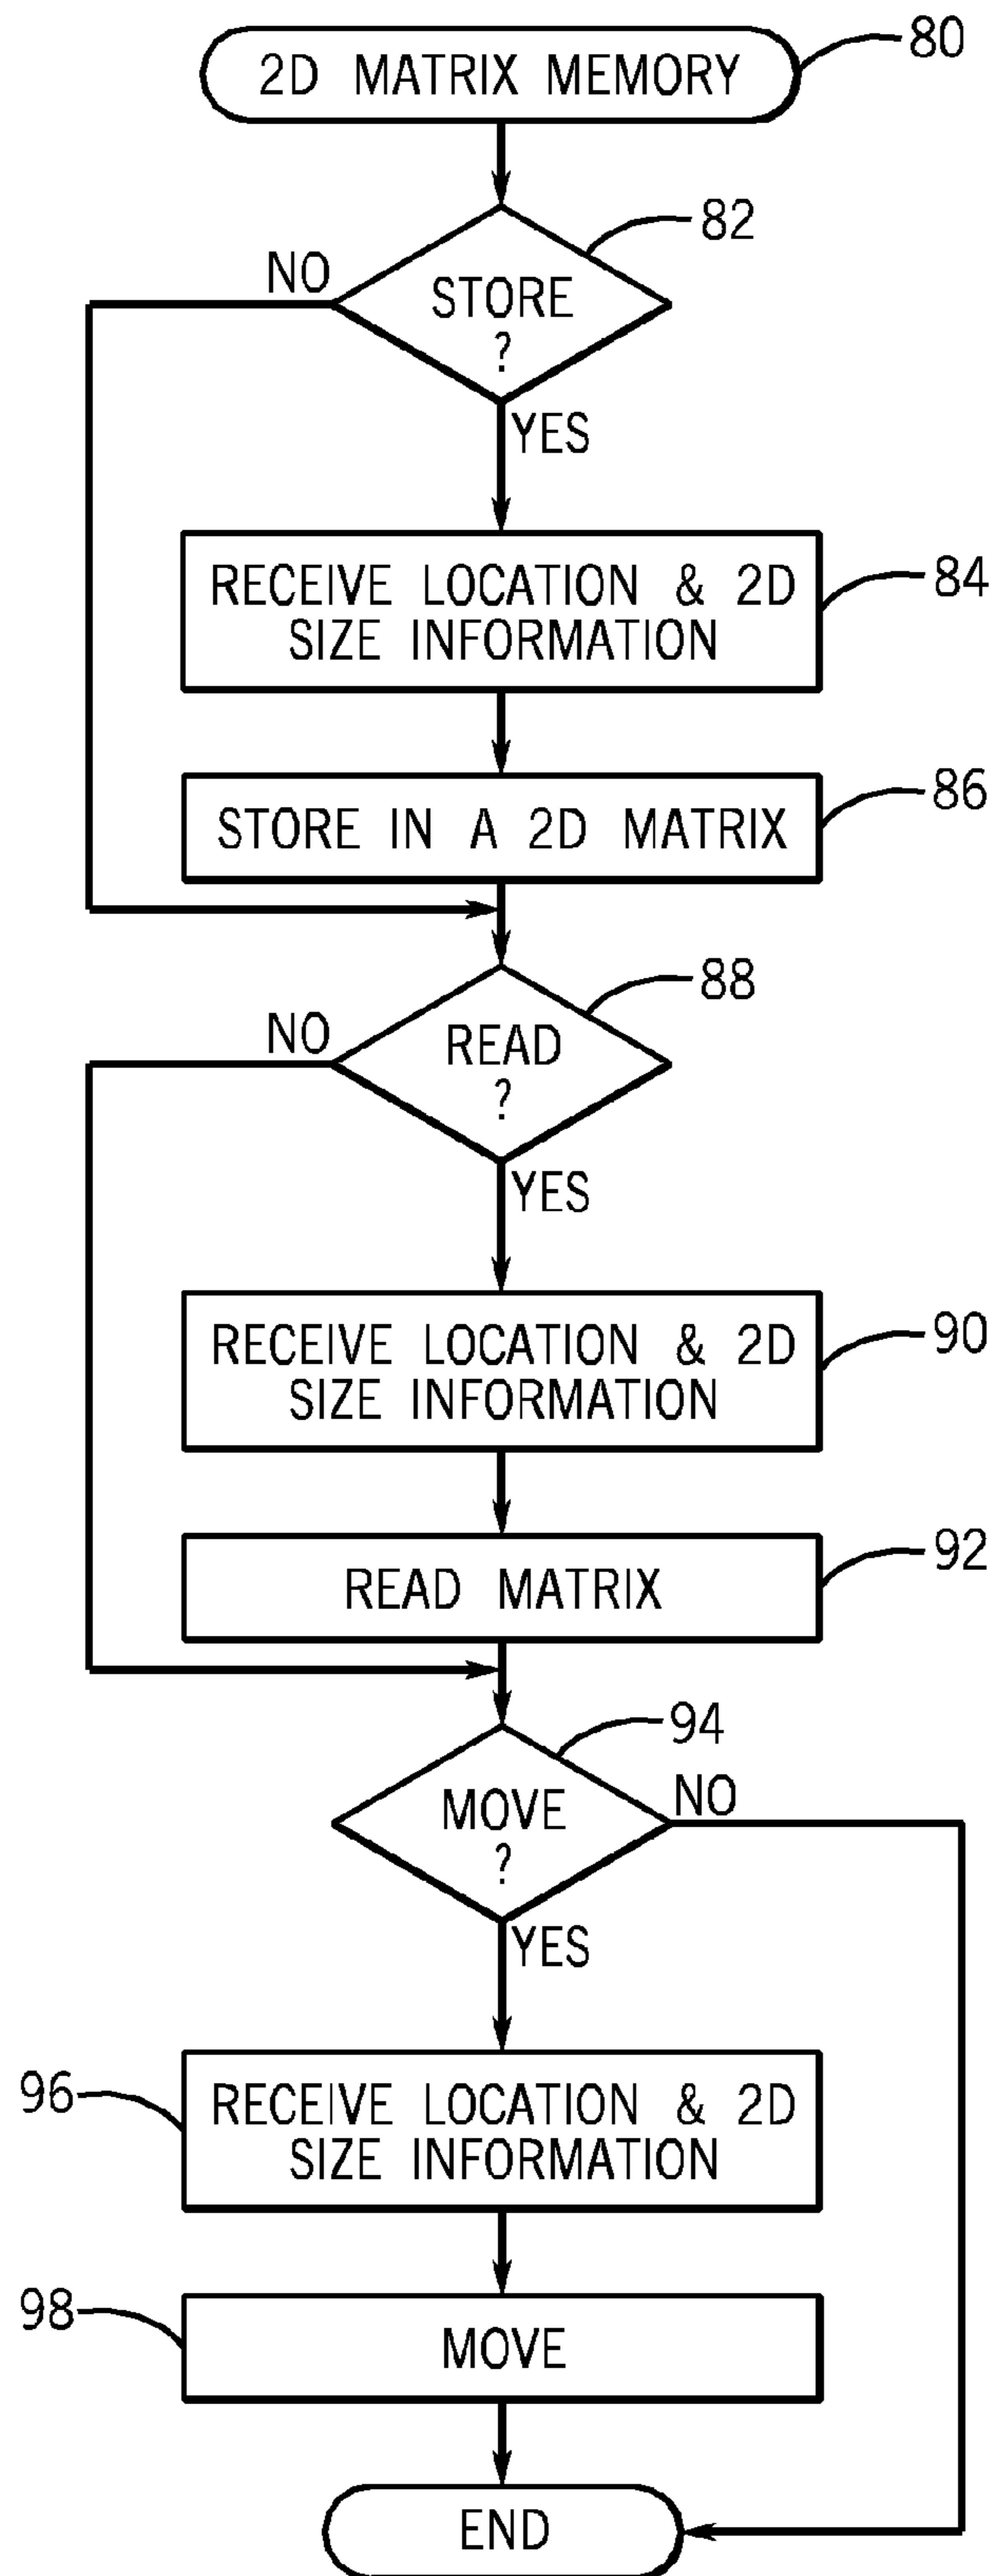 2D MATRIX MEMORY
80
82
NO
STORE
?
YES
RECEIVE LOCATION & 2D
SIZE INFORMATION
84
STORE IN A 2D MATRIX
86
88
NO
READ
?
YES
RECEIVE LOCATION & 2D
SIZE INFORMATION
90
READ MATRIX
92
94
MOVE
?
NO
YES
96
RECEIVE LOCATION & 2D
SIZE INFORMATION
98
MOVE
END